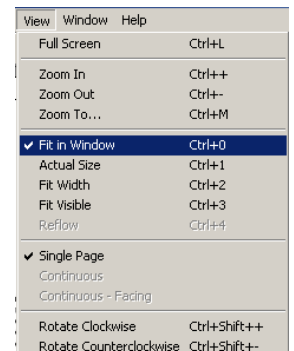 View Window Help
Full Screen Ctrl+L
Zoom In Ctrl++
Zoom Out Ctrl+-
Zoom To... Ctrl+M
Fit in Window Ctrl+0
Actual Size Ctrl+1
Fit Width Ctrl+2
Fit Visible Ctrl+3
Reflow Ctrl+4
Single Page
Continuous
Continuous - Facing
Rotate Clockwise Ctrl+Shift++
Rotate Counterclockwise Ctrl+Shift+-